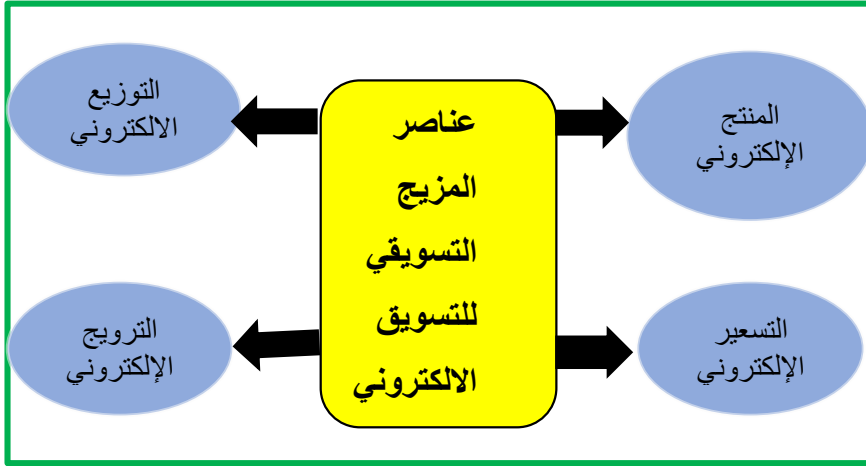 عناصر
المزيج
التسويقي
للتسويق
الالكتروني
المنتج
الإلكتروني
التوزيع
الالكتروني
التسعير
الإلكتروني
الترويج
الإلكتروني